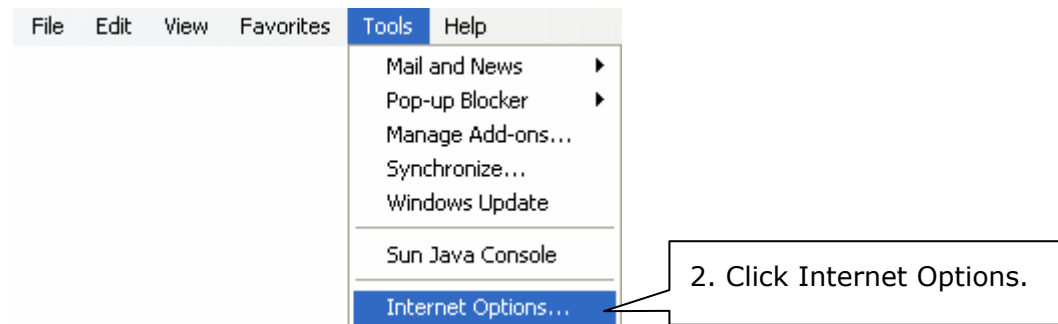 File Edit View Favorites Tools Help
Mail and News
Pop-up Blocker
Manage Add-ons...
Synchronize...
Windows Update
Sun Java Console
Internet Options...
2. Click Internet Options.